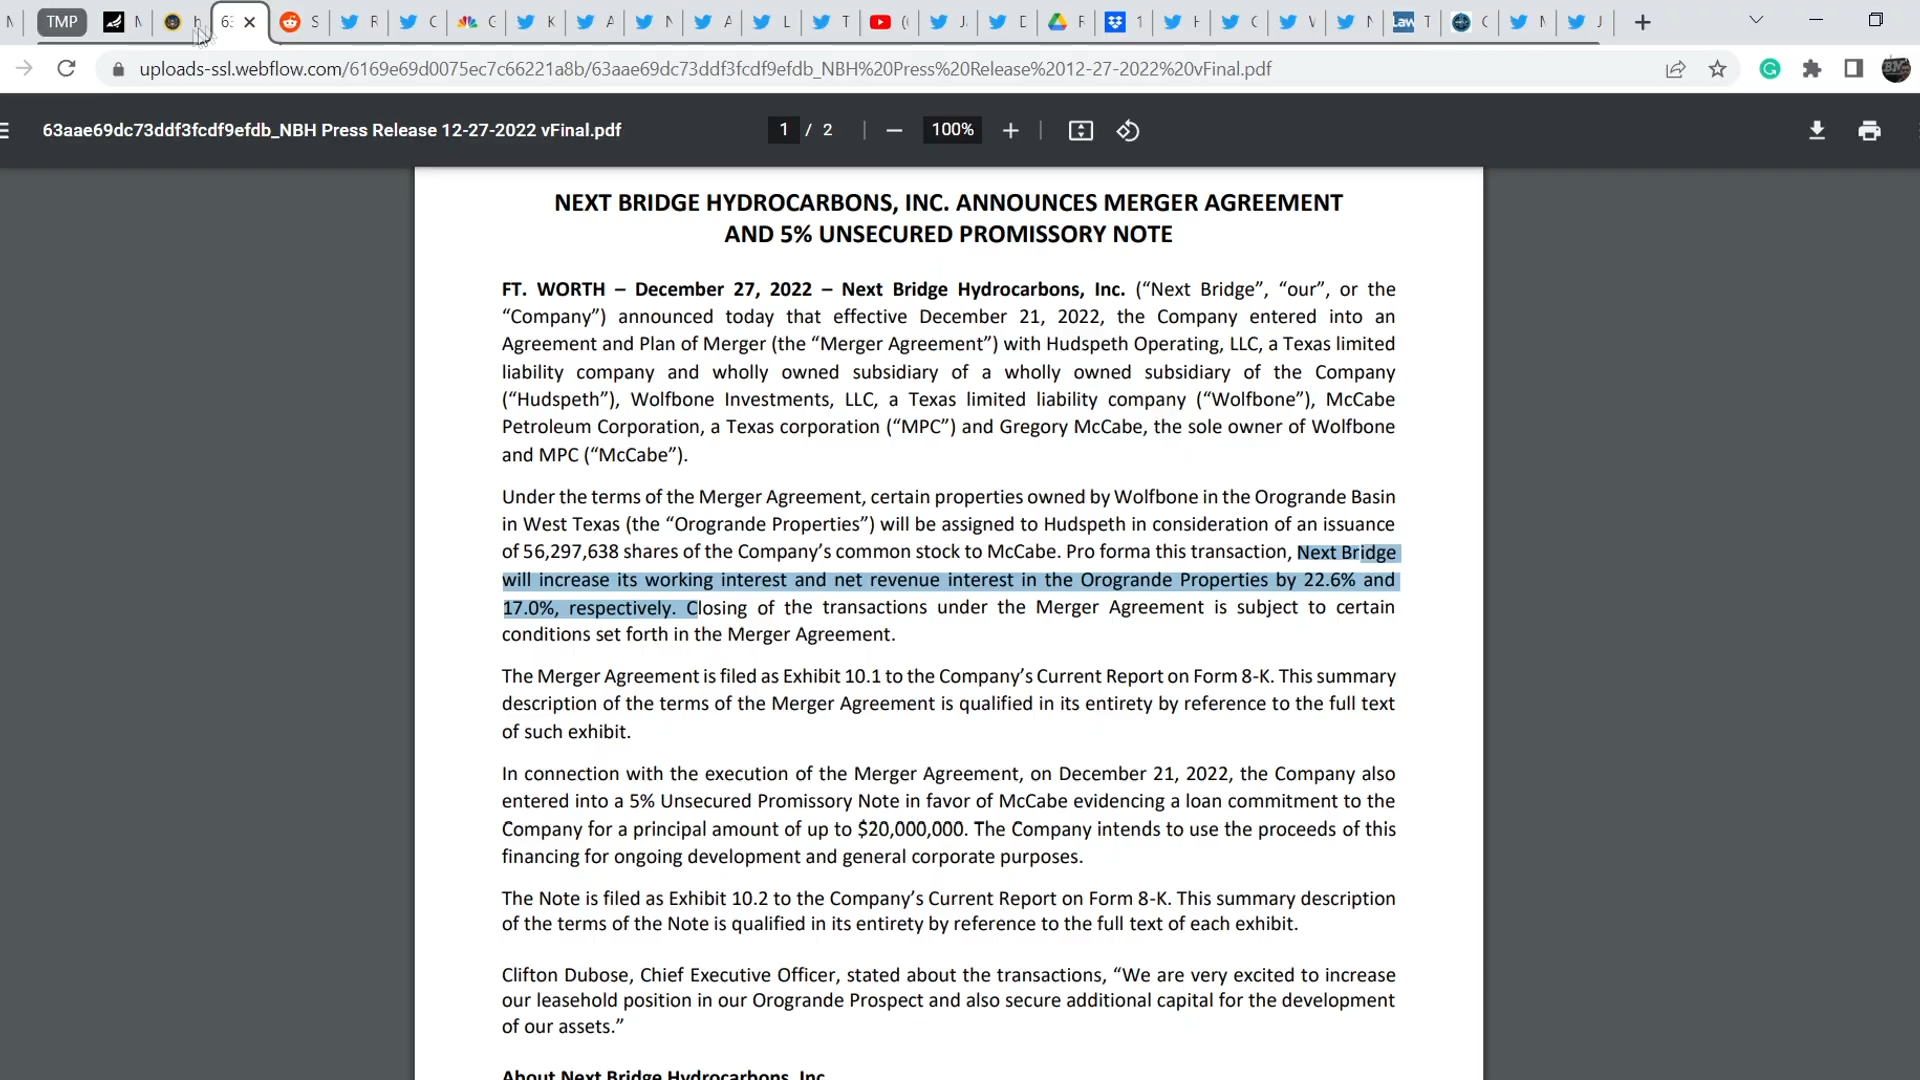 TMP
uploads-ssl.webflow.com/6169e69d0075ec7c66221a8b/63aae69dc73ddf3fcdf9efdb_NBH%20Press%20Release%2012-27-2022%20vFinal.pdf
63aae69dc73ddf3fcdf9efdb_NBH Press Release 12-27-2022 vFinal.pdf
1 / 2
100%
NEXT BRIDGE HYDROCARBONS, INC. ANNOUNCES MERGER AGREEMENT
AND 5% UNSECURED PROMISSORY NOTE
FT. WORTH – December 27, 2022 – Next Bridge Hydrocarbons, Inc. (“Next Bridge”, “our”, or the
“Company”) announced today that effective December 21, 2022, the Company entered into an
Agreement and Plan of Merger (the “Merger Agreement”) with Hudspeth Operating, LLC, a Texas limited
liability company and wholly owned subsidiary of a wholly owned subsidiary of the Company
(“Hudspeth”), Wolfbone Investments, LLC, a Texas limited liability company (“Wolfbone”), McCabe
Petroleum Corporation, a Texas corporation (“MPC”) and Gregory McCabe, the sole owner of Wolfbone
and MPC (“McCabe”).
Under the terms of the Merger Agreement, certain properties owned by Wolfbone in the Orogrande Basin
in West Texas (the “Orogrande Properties”) will be assigned to Hudspeth in consideration of an issuance
of 56,297,638 shares of the Company’s common stock to McCabe. Pro forma this transaction, Next Bridge
will increase its working interest and net revenue interest in the Orogrande Properties by 22.6% and
17.0%, respectively. Closing of the transactions under the Merger Agreement is subject to certain
conditions set forth in the Merger Agreement.
The Merger Agreement is filed as Exhibit 10.1 to the Company’s Current Report on Form 8-K. This summary
description of the terms of the Merger Agreement is qualified in its entirety by reference to the full text
of such exhibit.
In connection with the execution of the Merger Agreement, on December 21, 2022, the Company also
entered into a 5% Unsecured Promissory Note in favor of McCabe evidencing a loan commitment to the
Company for a principal amount of up to $20,000,000. The Company intends to use the proceeds of this
financing for ongoing development and general corporate purposes.
The Note is filed as Exhibit 10.2 to the Company’s Current Report on Form 8-K. This summary description
of the terms of the Note is qualified in its entirety by reference to the full text of each exhibit.
Clifton Dubose, Chief Executive Officer, stated about the transactions, “We are very excited to increase
our leasehold position in our Orogrande Prospect and also secure additional capital for the development
of our assets.”
About Next Bridge Hydrocarbons, Inc.